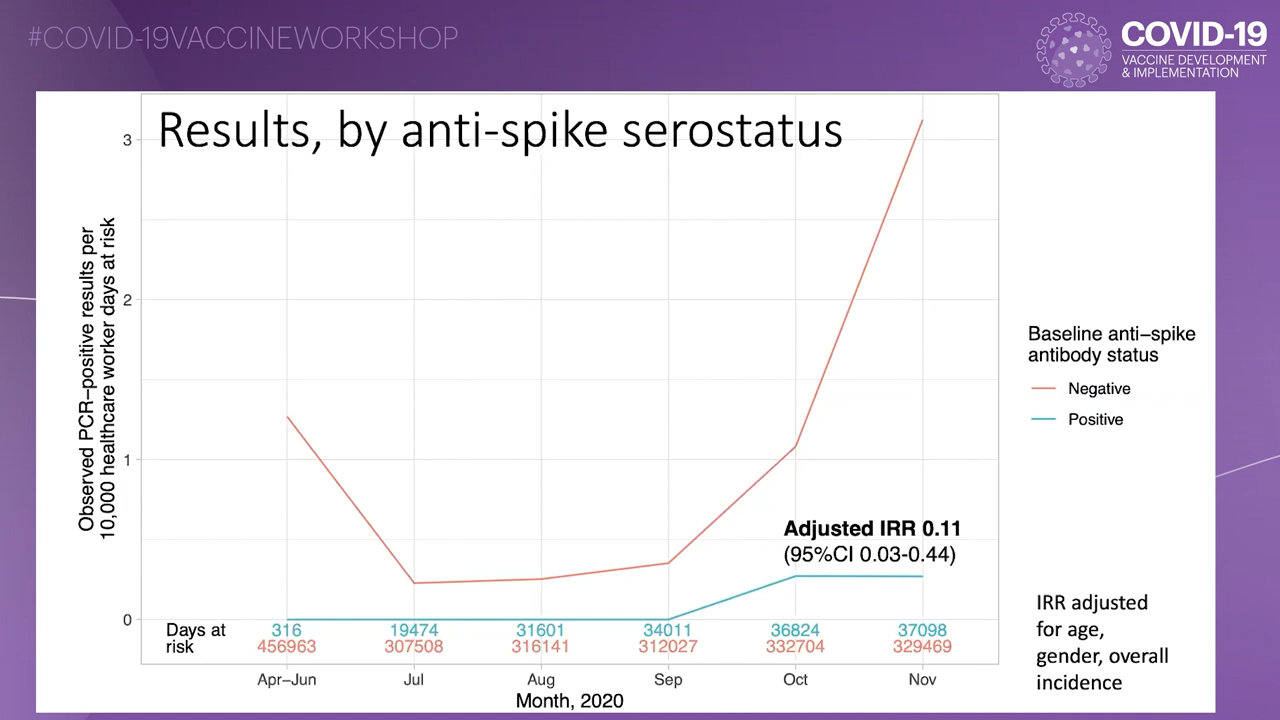 #COVID-19VACCINEWORKSHOP
COVID-19
VACCINE DEVELOPMENT
& IMPLEMENTATION
Results, by anti-spike serostatus
Observed PCR−positive results per
10,000 healthcare worker days at risk
3
2
1
0
Adjusted IRR 0.11
(95%CI 0.03-0.44)
Baseline anti−spike
antibody status
Negative
Positive
IRR adjusted
for age,
gender, overall
incidence
Days at
risk
316 19474 31601 34011 36824 37098
456963 307508 316141 312027 332704 329469
Apr−Jun Jul Aug Sep Oct Nov
Month, 2020